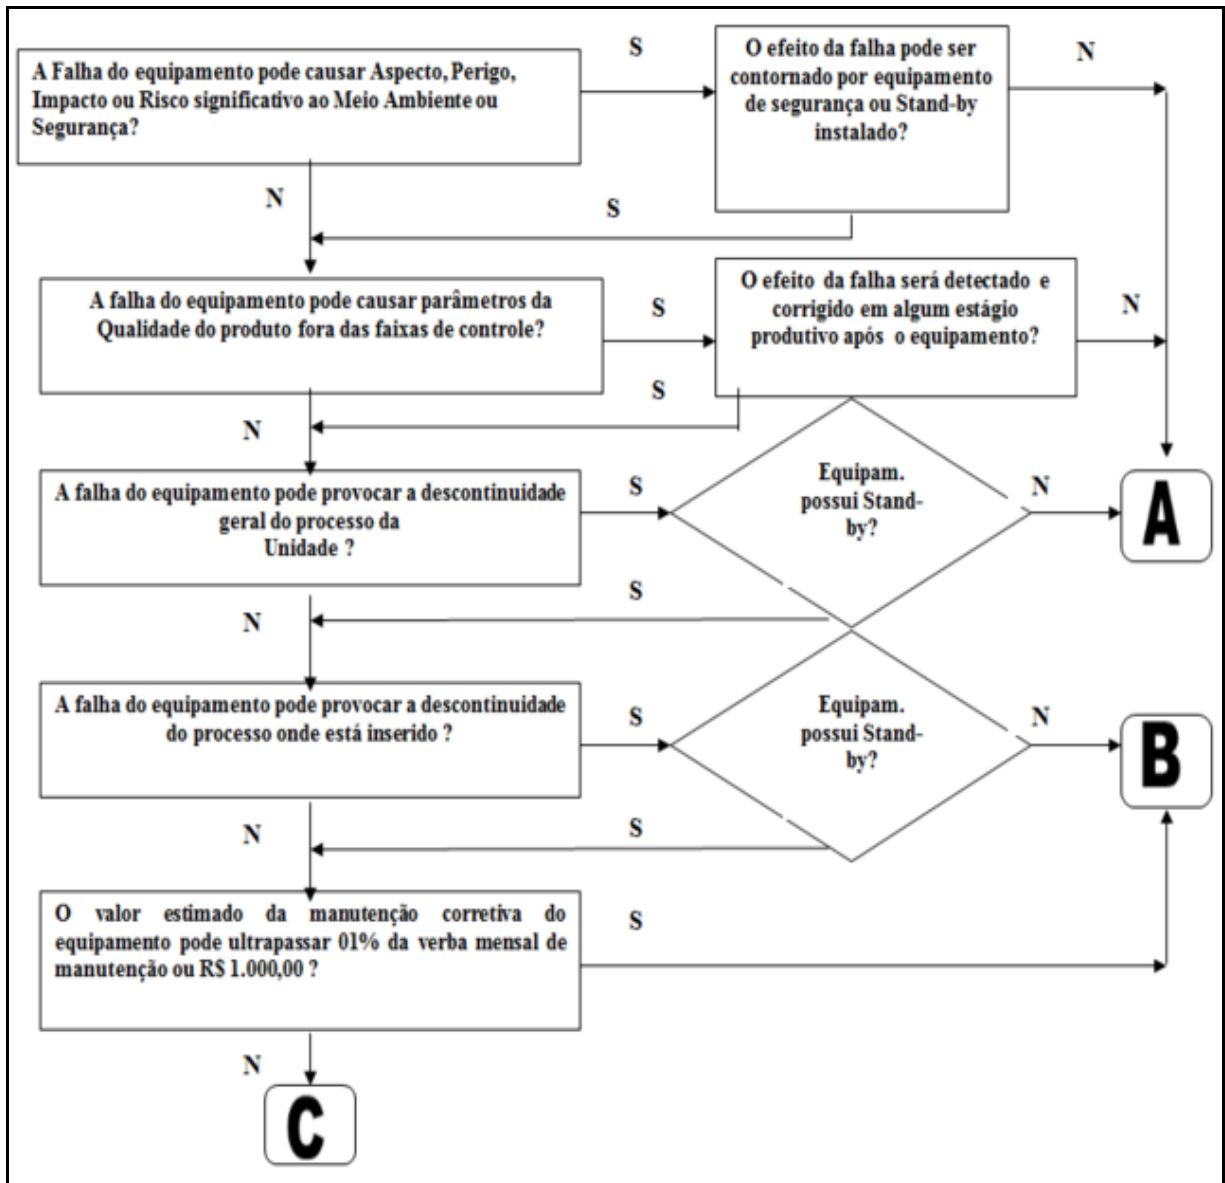 A Falha do equipamento pode causar Aspecto, Perigo,
Impacto ou Risco significativo ao Meio Ambiente ou
Segurança?
S
O efeito da falha pode ser
contornado por equipamento
de segurança ou Stand-by
instalado?
N
N
S
A falha do equipamento pode causar parâmetros da
Qualidade do produto fora das faixas de controle?
S
O efeito da falha será detectado e
corrigido em algum estágio
produtivo após o equipamento?
N
S
N
A falha do equipamento pode provocar a descontinuidade
geral do processo da
Unidade ?
S
Equipam.
possui Stand-
by?
N
A
S
N
A falha do equipamento pode provocar a descontinuidade
do processo onde está inserido ?
S
Equipam.
possui Stand-
by?
N
B
S
N
O valor estimado da manutenção corretiva do
equipamento pode ultrapassar 01% da verba mensal de
manutenção ou R$ 1.000,00 ?
S
N
C